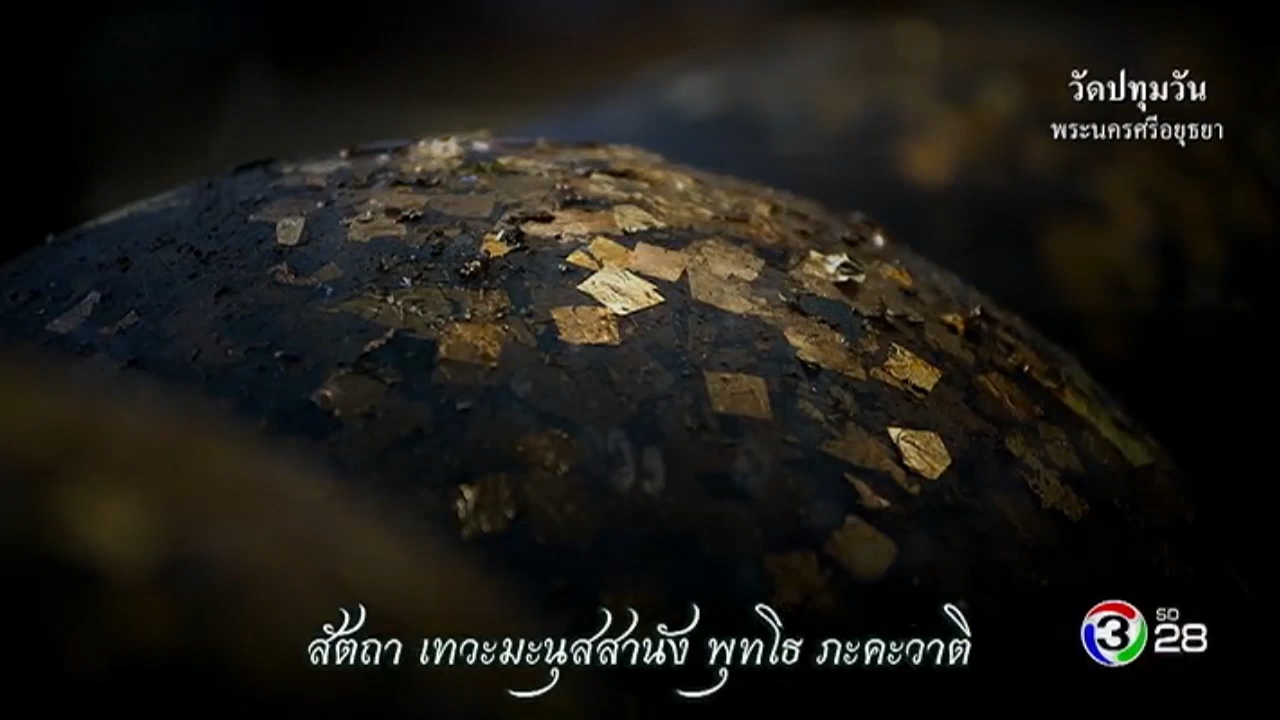 วัดปทุมวัน
พระนครศรีอยุธยา
สัตถา เทวะมะนุสสานัง พุทโธ ภะคะวาติ
3 SD 28